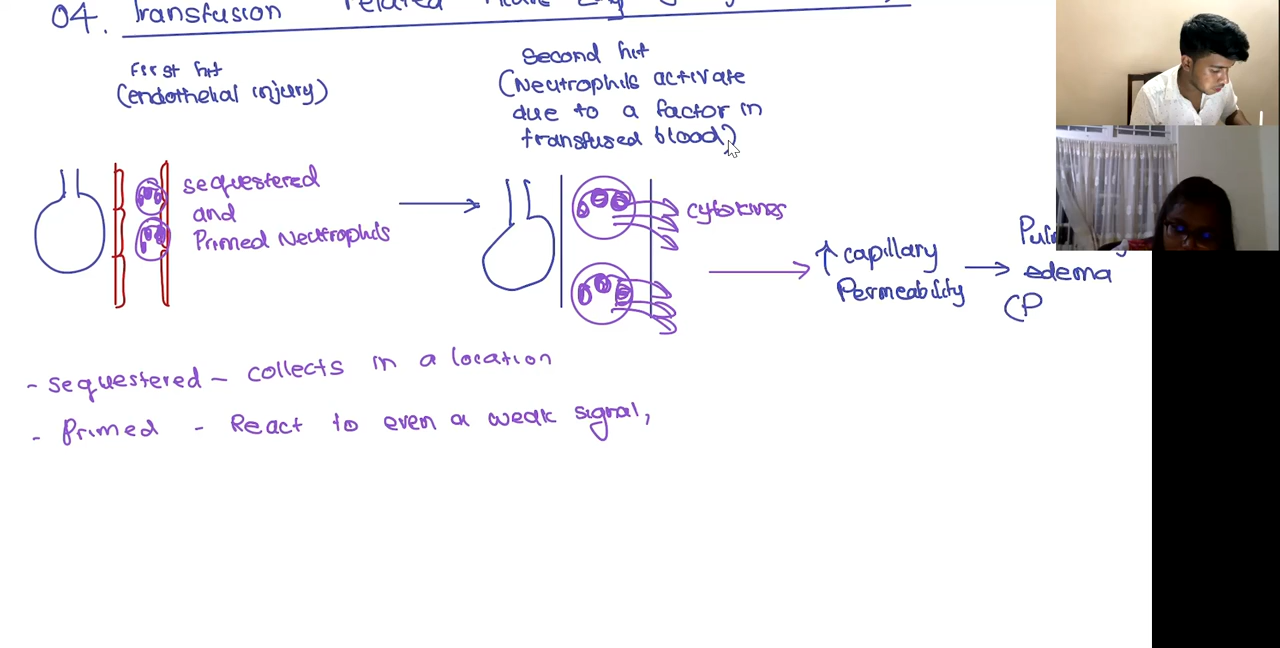 04. Transfusion related
First hit
(endothelial injury)
Second hit
(Neutrophils activate
due to a factor in
transfused blood)
sequestered
and
Primed Neutrophils
cytokines
↑ capillary
Permeability
edema
(P
- sequestered - collects in a location
- Primed - React to even a weak signal,